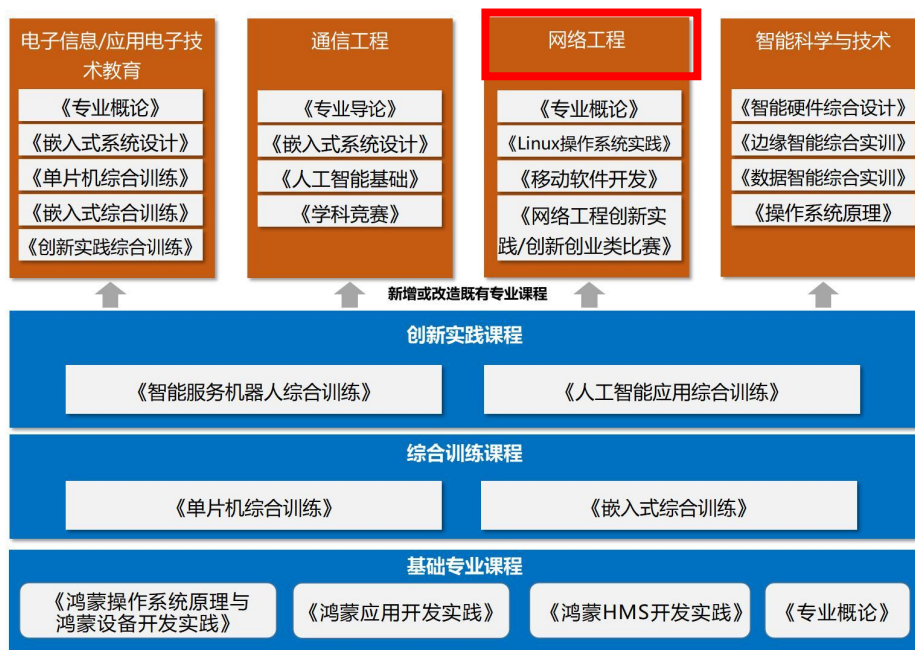 电子信息/应用电子技
术教育
《专业概论》
《嵌入式系统设计》
《单片机综合训练》
《嵌入式综合训练》
《创新实践综合训练》
通信工程
《专业导论》
《嵌入式系统设计》
《人工智能基础》
《学科竞赛》
网络工程
《专业概论》
《Linux操作系统实践》
《移动软件开发》
《网络工程创新实
践/创新创业类比赛》
智能科学与技术
《智能硬件综合设计》
《边缘智能综合实训》
《数据智能综合实训》
《操作系统原理》
新增或改造既有专业课程
创新实践课程
《智能服务机器人综合训练》
《人工智能应用综合训练》
综合训练课程
《单片机综合训练》
《嵌入式综合训练》
基础专业课程
《鸿蒙操作系统原理与
鸿蒙设备开发实践》
《鸿蒙应用开发实践》
《鸿蒙HMS开发实践》
《专业概论》